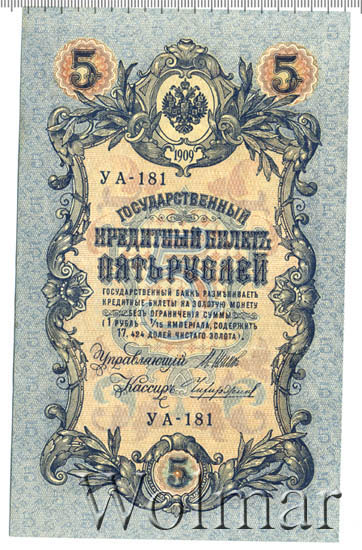 5 5
1909
УА-181
ГОСУДАРСТВЕННЫЙ
КРЕДИТНЫЙ БИЛЕТЪ
ПЯТЬ РУБЛЕЙ
ГОСУДАРСТВЕННЫЙ БАНКЪ РАЗМѢНИВАЕТЪ
КРЕДИТНЫЕ БИЛЕТЫ НА ЗОЛОТУЮ МОНЕТУ
БЕЗЪ ОГРАНИЧЕНІЯ СУММЫ
(1 РУБЛЬ = 1/15 ИМПЕРІАЛА, СОДЕРЖИТЪ
17,424 ДОЛЕЙ ЧИСТАГО ЗОЛОТА).
Управляющій
Кассиръ
УА-181
5
Wolmar